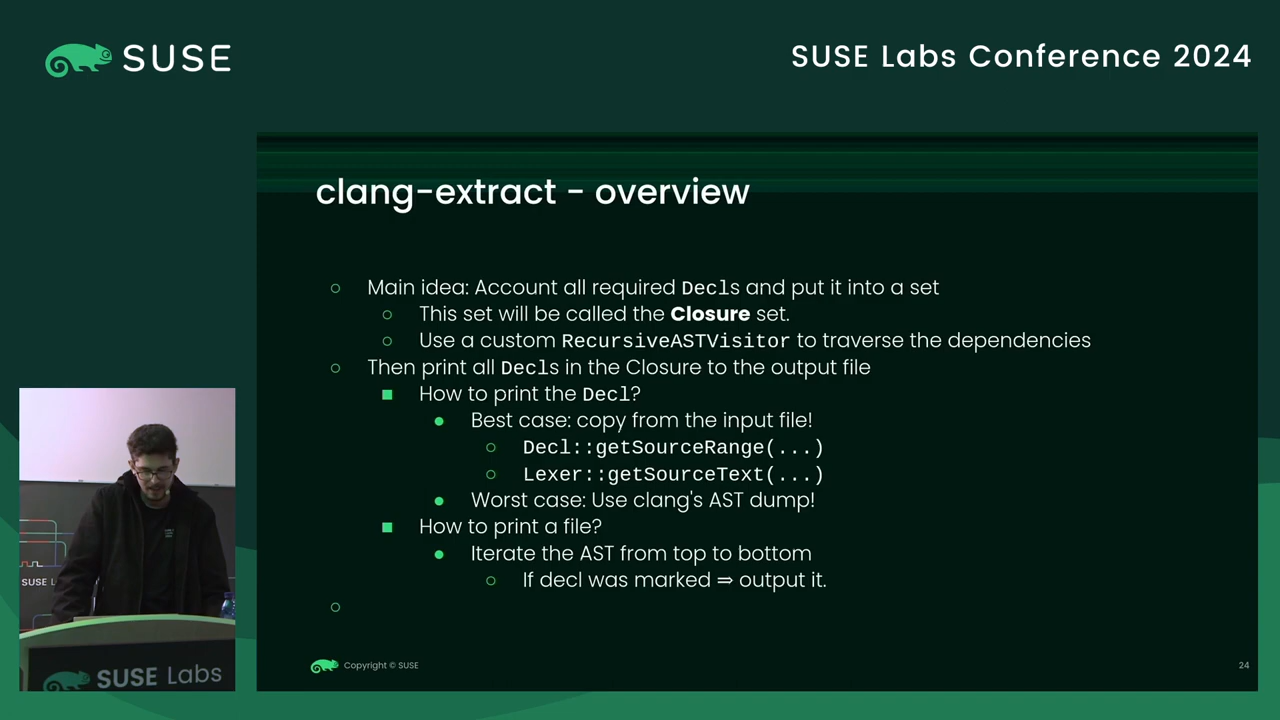 SUSE
SUSE Labs Conference 2024
clang-extract - overview
Main idea: Account all required Decls and put it into a set
This set will be called the Closure set.
Use a custom RecursiveASTVisitor to traverse the dependencies
Then print all Decls in the Closure to the output file
How to print the Decl?
Best case: copy from the input file!
Decl::getSourceRange(...)
Lexer::getSourceText(...)
Worst case: Use clang's AST dump!
How to print a file?
Iterate the AST from top to bottom
If decl was marked ⇒ output it.
SUSE L
SUSE Labs
Copyright © SUSE
24